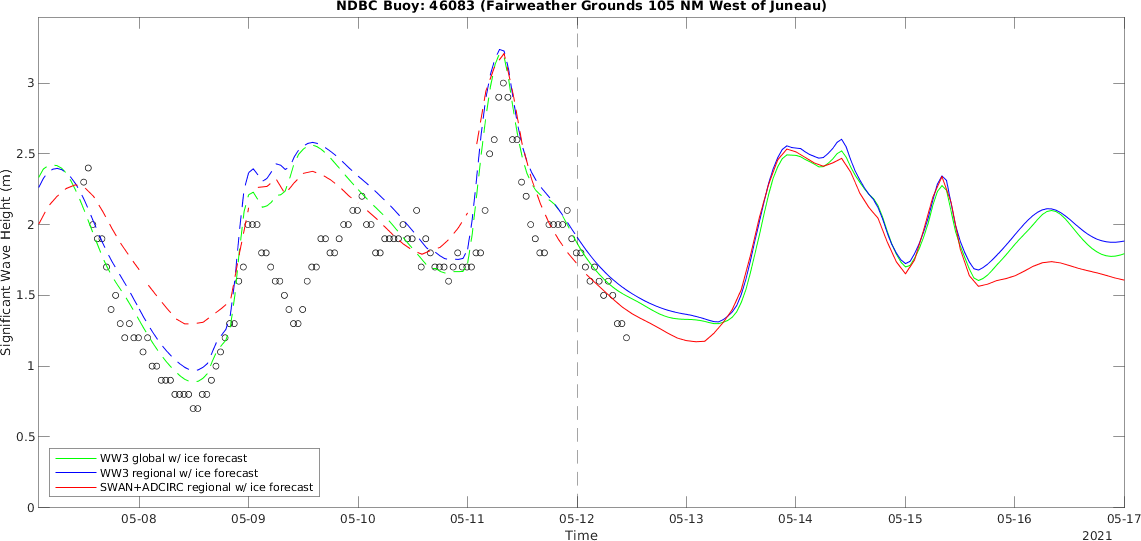 NDBC Buoy: 46083 (Fairweather Grounds 105 NM West of Juneau)
Significant Wave Height (m)
3
2.5
2
1.5
1
0.5
0
WW3 global w/ ice forecast
WW3 regional w/ ice forecast
SWAN+ADCIRC regional w/ ice forecast
05-08 05-09 05-10 05-11 05-12 05-13 05-14 05-15 05-16 05-17
Time
2021